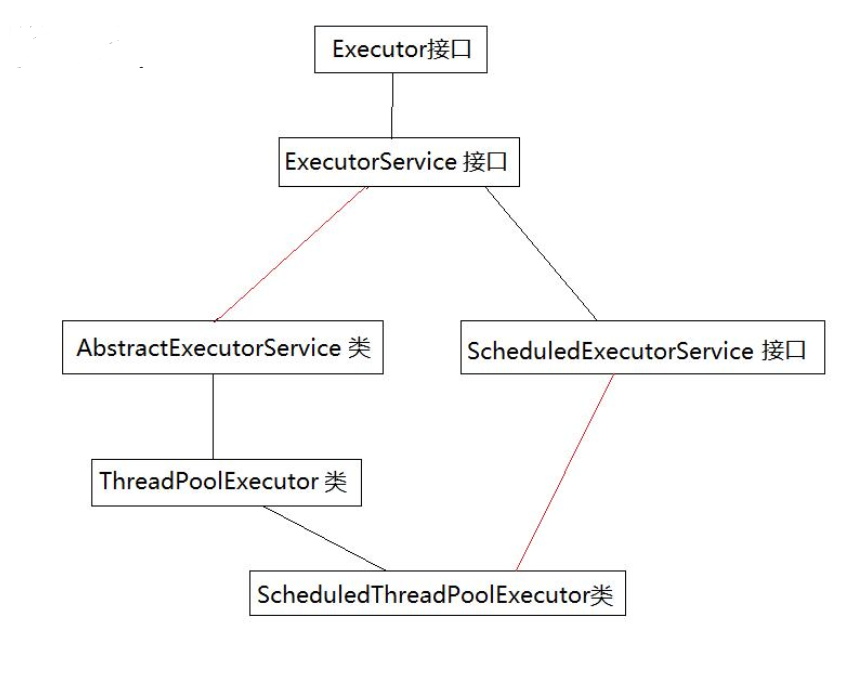 Executor接口
ExecutorService 接口
AbstractExecutorService 类
ScheduledExecutorService 接口
ThreadPoolExecutor 类
ScheduledThreadPoolExecutor类